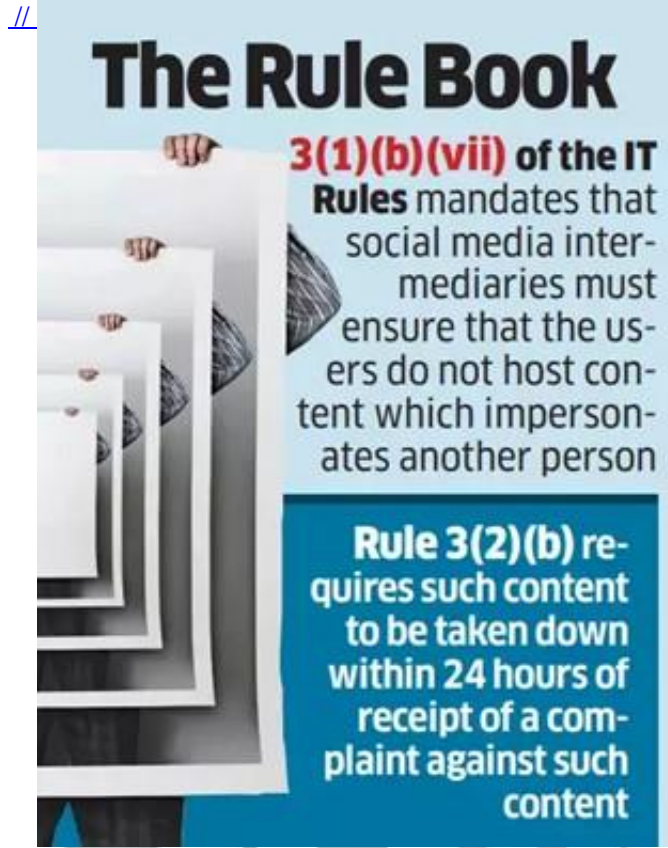 //
The Rule Book
3(1)(b)(vii) of the IT
Rules mandates that
social media inter-
mediaries must
ensure that the us-
ers do not host con-
tent which imperson-
ates another person
Rule 3(2)(b) re-
quires such content
to be taken down
within 24 hours of
receipt of a com-
plaint against such
content